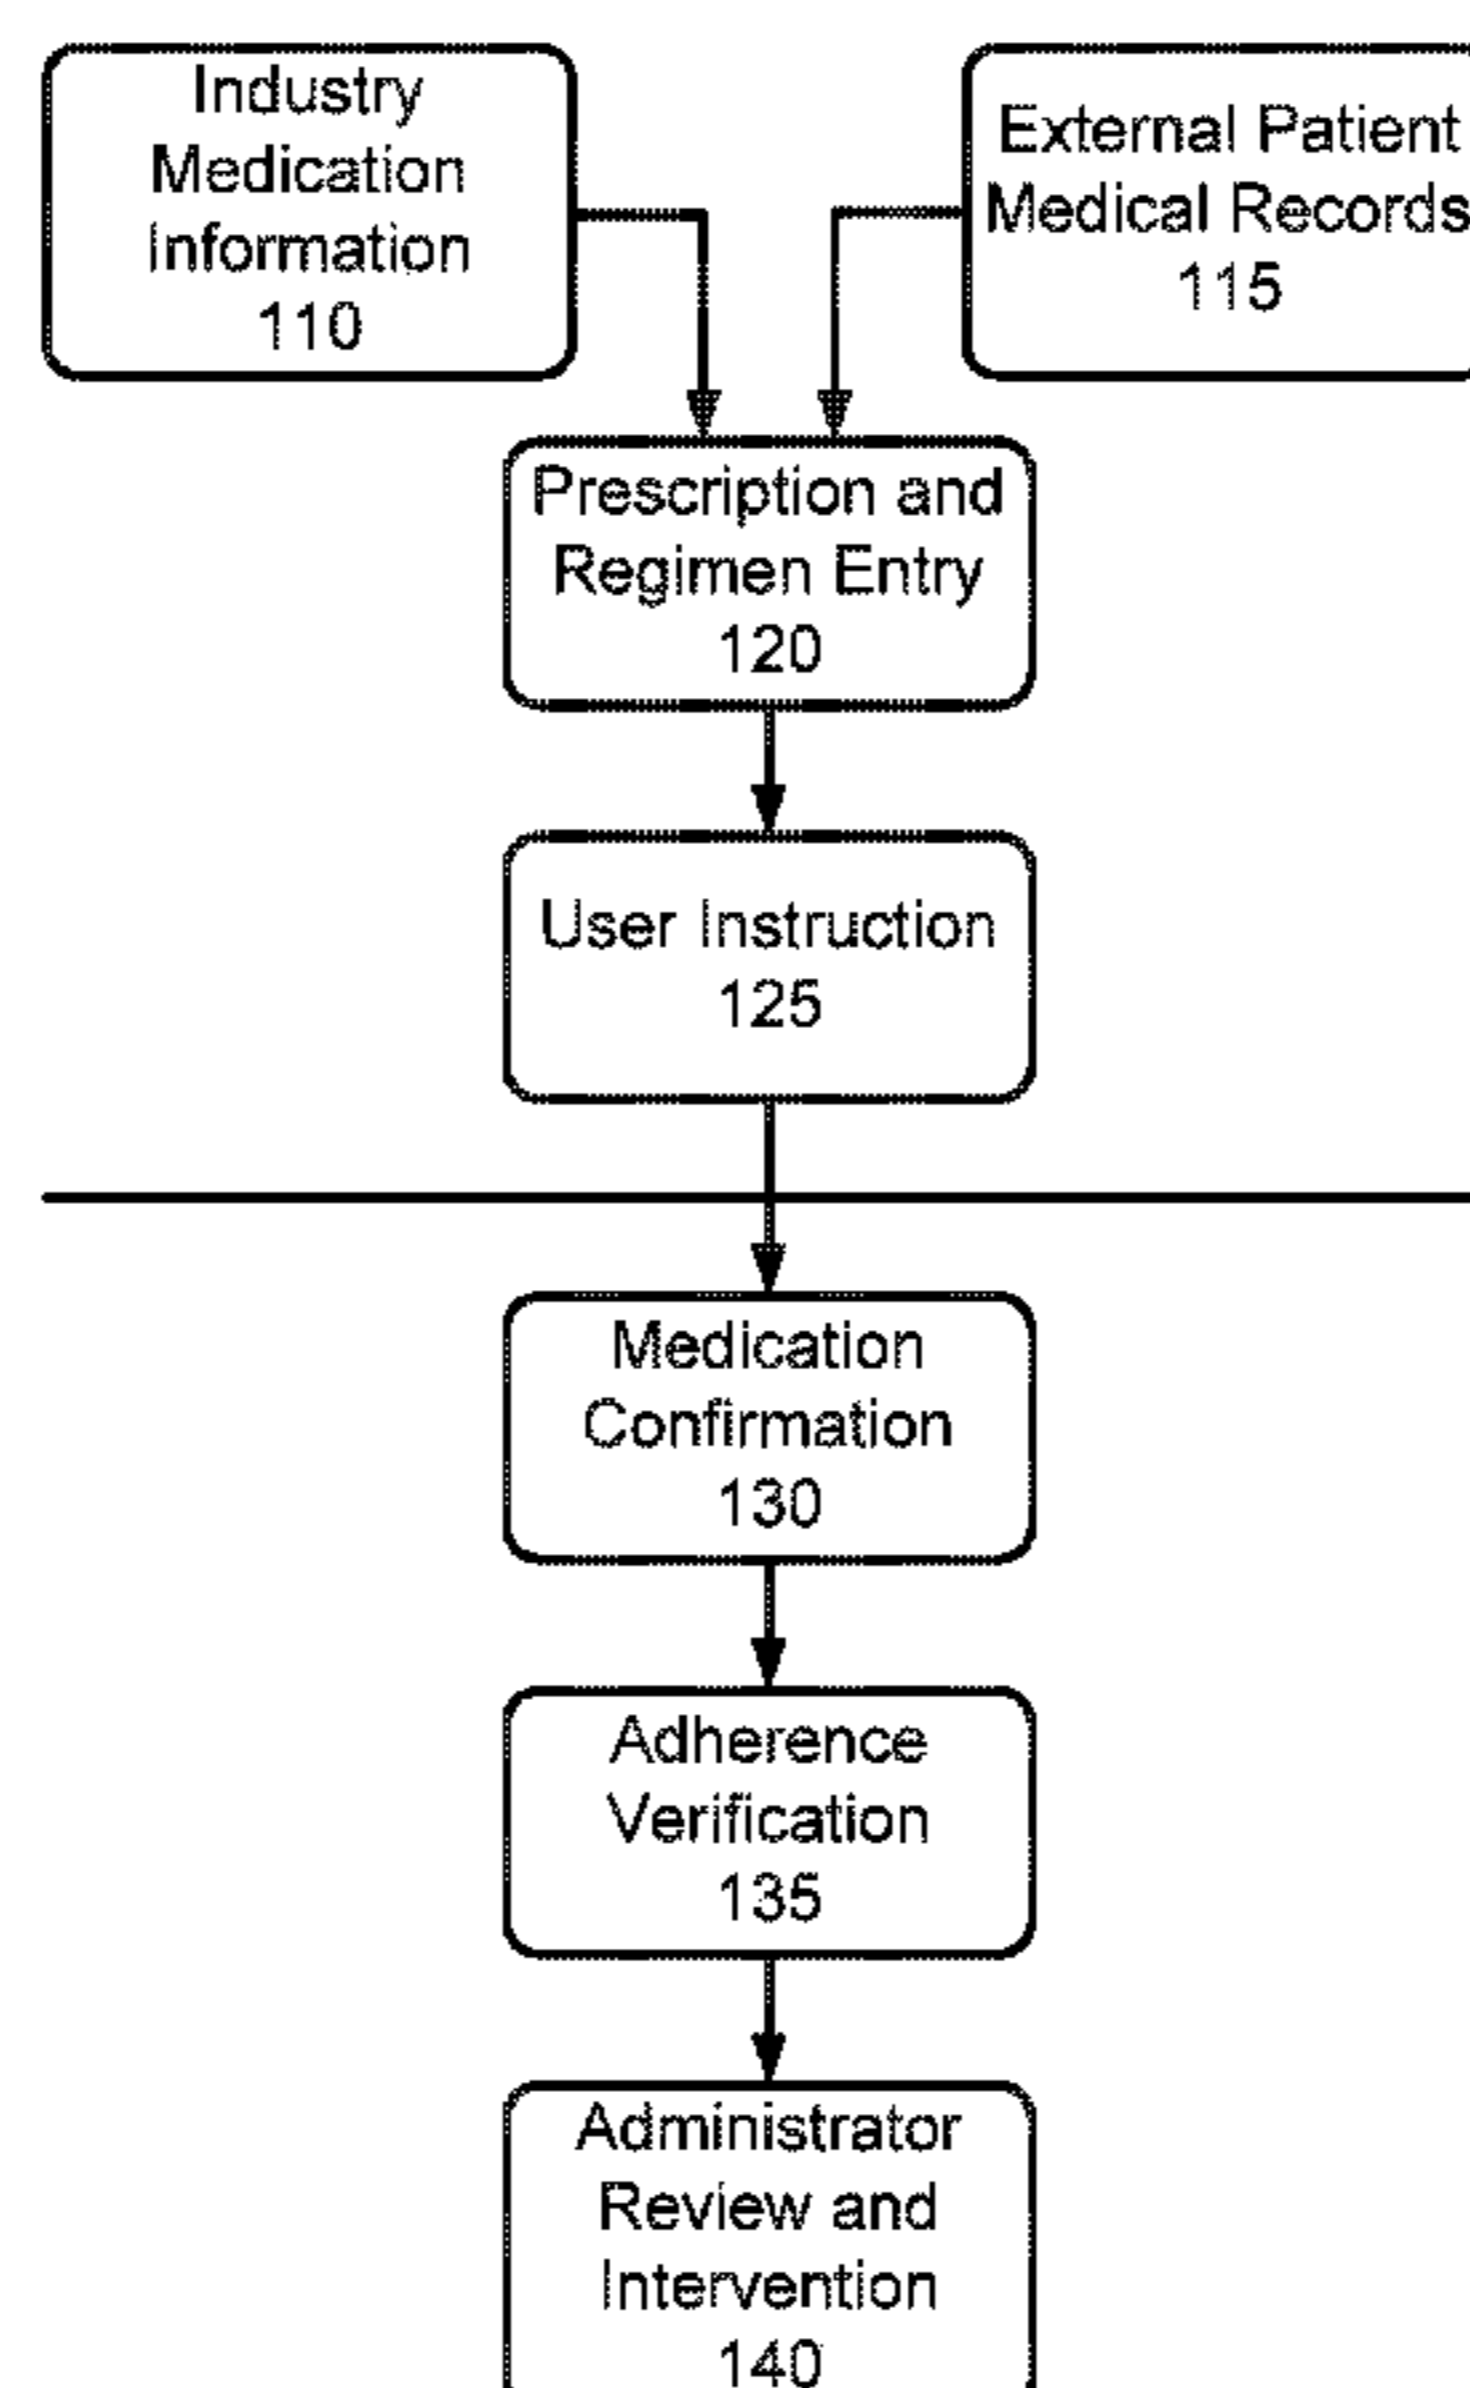 Industry
Medication
Information
110
External Patient
Medical Records
115
Prescription and
Regimen Entry
120
User Instruction
125
Medication
Confirmation
130
Adherence
Verification
135
Administrator
Review and
Intervention
140